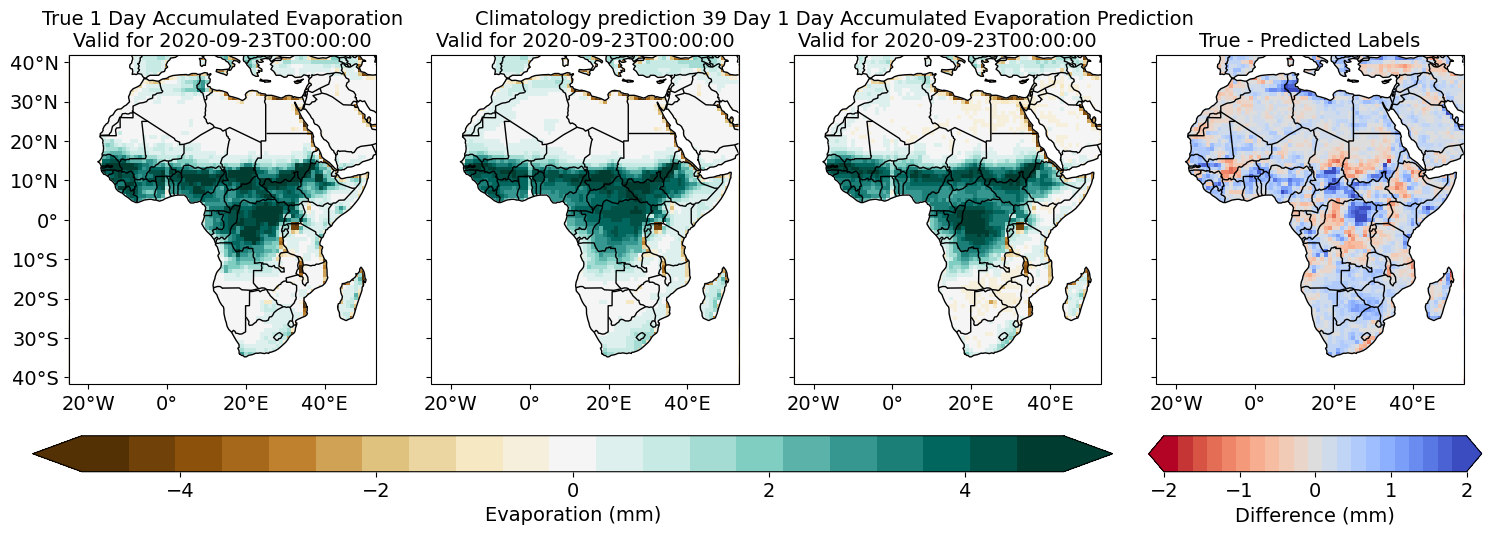 True 1 Day Accumulated Evaporation
Valid for 2020-09-23T00:00:00
Climatology prediction 39 Day 1 Day Accumulated Evaporation Prediction
Valid for 2020-09-23T00:00:00
Valid for 2020-09-23T00:00:00
True - Predicted Labels
40°N
30°N
20°N
10°N
0°
10°S
20°S
30°S
40°S
20°W 0° 20°E 40°E
20°W 0° 20°E 40°E
20°W 0° 20°E 40°E
20°W 0° 20°E 40°E
−4 −2 0 2 4
Evaporation (mm)
−2 −1 0 1 2
Difference (mm)